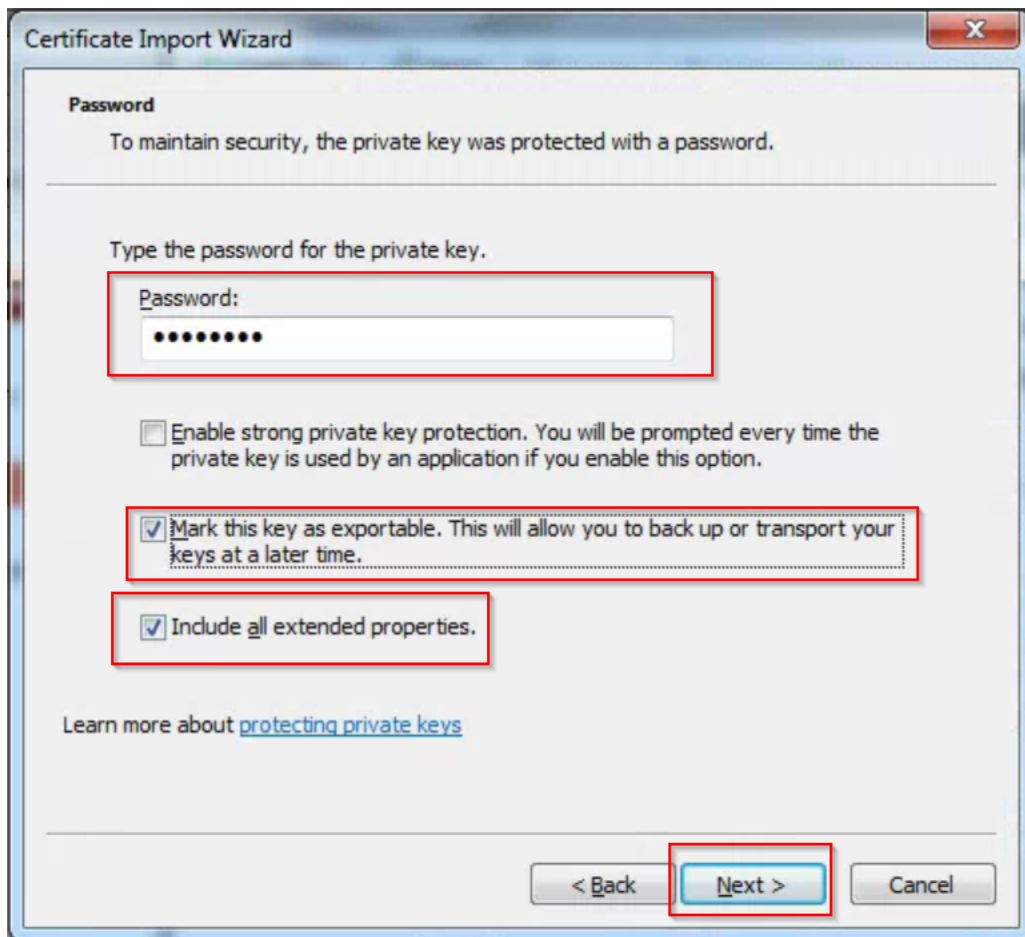 Certificate Import Wizard
Password
To maintain security, the private key was protected with a password.
Type the password for the private key.
Password:
••••••••
Enable strong private key protection. You will be prompted every time the
private key is used by an application if you enable this option.
Mark this key as exportable. This will allow you to back up or transport your
keys at a later time.
Include all extended properties.
Learn more about protecting private keys
< Back Next > Cancel